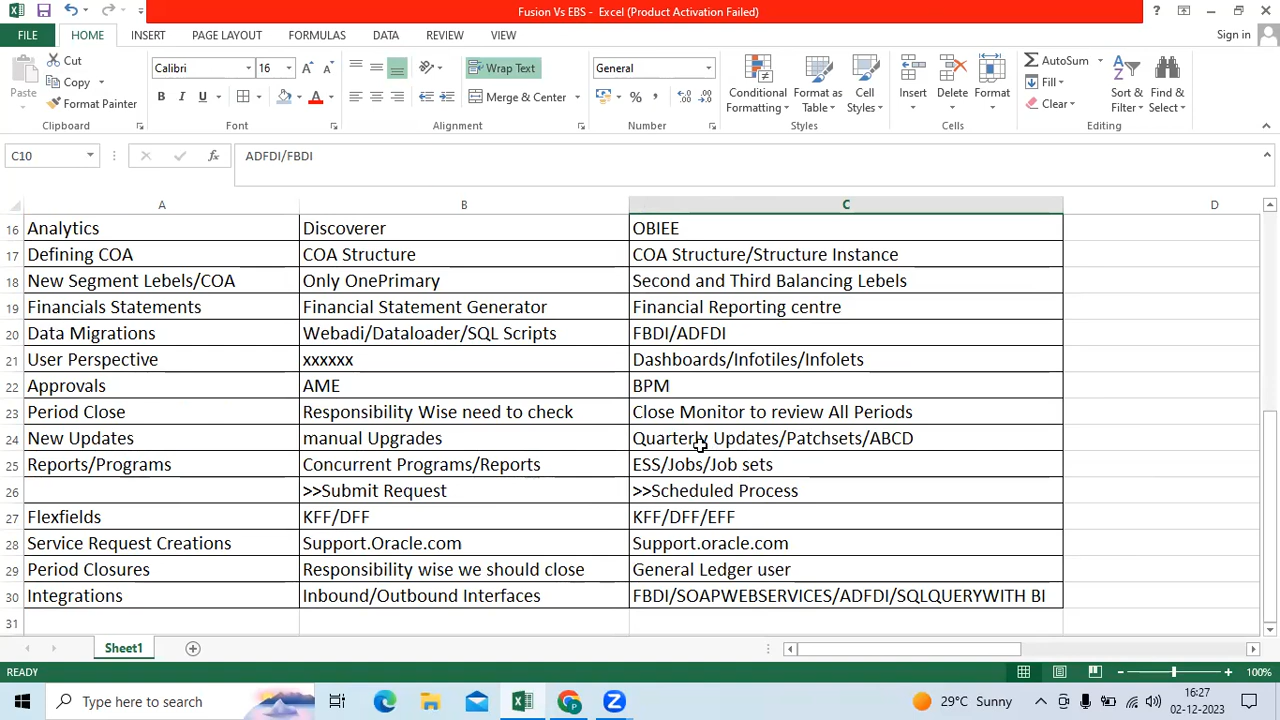 Fusion Vs EBS - Excel (Product Activation Failed)
FILE HOME INSERT PAGE LAYOUT FORMULAS DATA REVIEW VIEW Sign in
Paste
Cut
Copy
Format Painter
Clipboard
Calibri 16
B I U
Font
Wrap Text
Merge & Center
Alignment
General
Number
Conditional Formatting
Format as Table
Cell Styles
Styles
Insert
Delete
Format
Cells
AutoSum
Fill
Clear
Sort & Filter
Find & Select
Editing
C10 fx ADFDI/FBDI
A B C D
16 Analytics Discoverer OBIEE
17 Defining COA COA Structure COA Structure/Structure Instance
18 New Segment Lebels/COA Only OnePrimary Second and Third Balancing Lebels
19 Financials Statements Financial Statement Generator Financial Reporting centre
20 Data Migrations Webadi/Dataloader/SQL Scripts FBDI/ADFDI
21 User Perspective xxxxxx Dashboards/Infotiles/Infolets
22 Approvals AME BPM
23 Period Close Responsibility Wise need to check Close Monitor to review All Periods
24 New Updates manual Upgrades Quarterly Updates/Patchsets/ABCD
25 Reports/Programs Concurrent Programs/Reports ESS/Jobs/Job sets
26 >>Submit Request >>Scheduled Process
27 Flexfields KFF/DFF KFF/DFF/EFF
28 Service Request Creations Support.Oracle.com Support.oracle.com
29 Period Closures Responsibility wise we should close General Ledger user
30 Integrations Inbound/Outbound Interfaces FBDI/SOAPWEBSERVICES/ADFDI/SQLQUERYWITH BI
31
Sheet1
READY 100%
Type here to search 29°C Sunny 16:27
02-12-2023